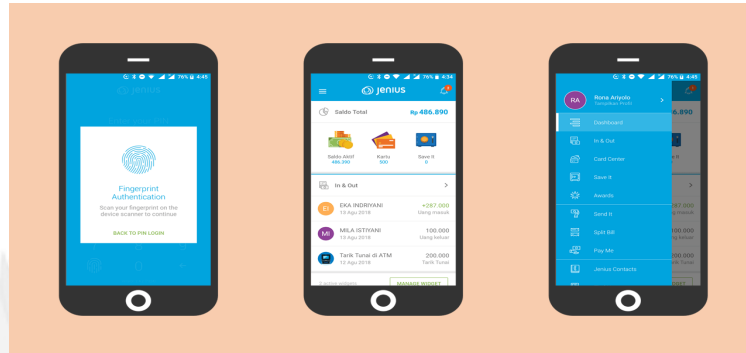 76% 4:45
jenius
Fingerprint
Authentication
Scan your fingerprint on the
device scanner to continue
BACK TO PIN LOGIN
76% 4:34
jenius
Saldo Total
Rp 486.890
Saldo Aktif
486.390
Kartu
500
Save It
0
In & Out
EKA INDRIYANI
+287.000
13 Agu 2018
Uang masuk
MILA ISTIYANI
100.000
13 Agu 2018
Uang keluar
Tarik Tunai di ATM
200.000
12 Agu 2018
Tarik Tunai
MANAGE WIDGET
76% 4:45
RA
Rona Ariyolo
Tampilkan Profil
Dashboard
In & Out
Card Center
Save It
Awards
Send It
Split Bill
Pay Me
Jenius Contacts